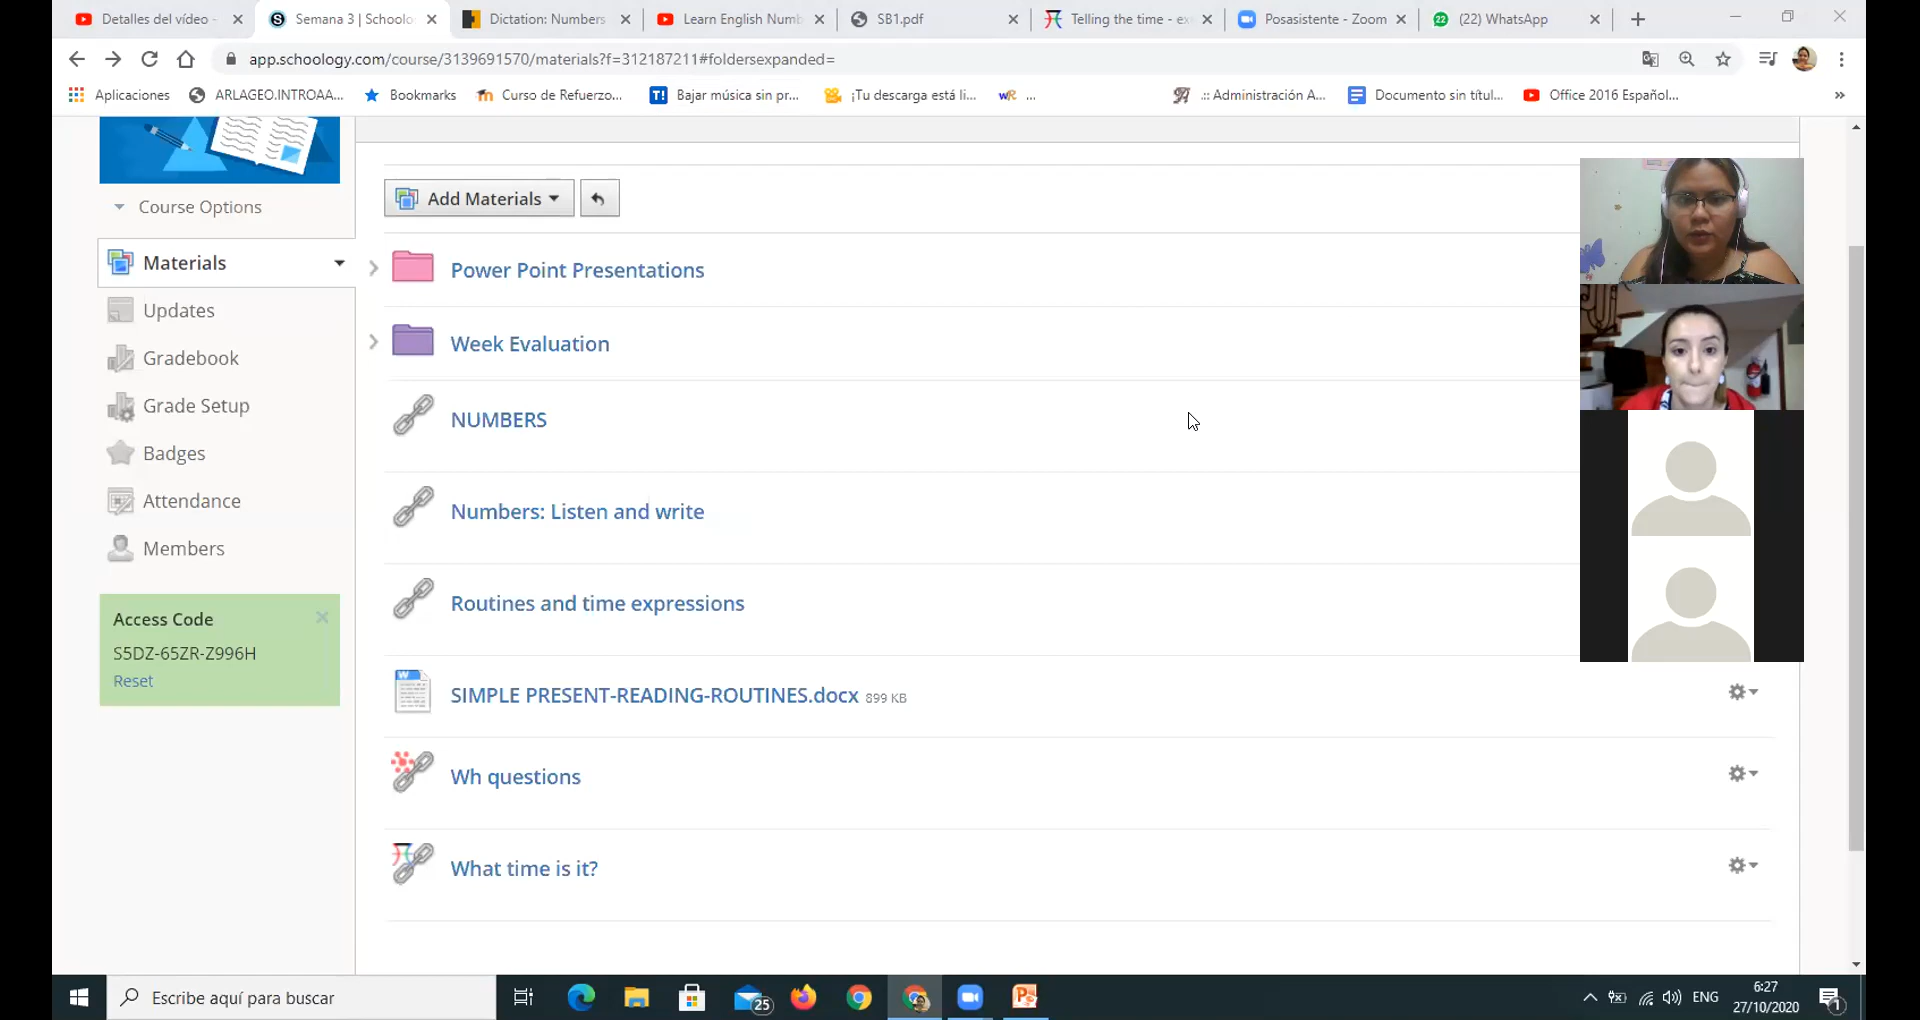 Detalles del vídeo -
Semana 3 | Schoolo
Dictation: Numbers
Learn English Numb
SB1.pdf
Telling the time - ex
Posasistente - Zoom
22
(22) WhatsApp
app.schoology.com/course/3139691570/materials?f=312187211#foldersexpanded=
Aplicaciones
ARLAGEO.INTROAA...
Bookmarks
Curso de Refuerzo...
T!
Bajar música sin pr...
¡Tu descarga está li...
wR
...
.:: Administración A...
Documento sin títul...
Office 2016 Español...
»
Course Options
Add Materials
Materials
Power Point Presentations
Updates
Week Evaluation
Gradebook
Grade Setup
NUMBERS
Badges
Attendance
Numbers: Listen and write
Members
Access Code
S5DZ-65ZR-Z996H
Reset
Routines and time expressions
SIMPLE PRESENT-READING-ROUTINES.docx 899 KB
Wh questions
What time is it?
Escribe aquí para buscar
25
ENG
6:27
27/10/2020
1